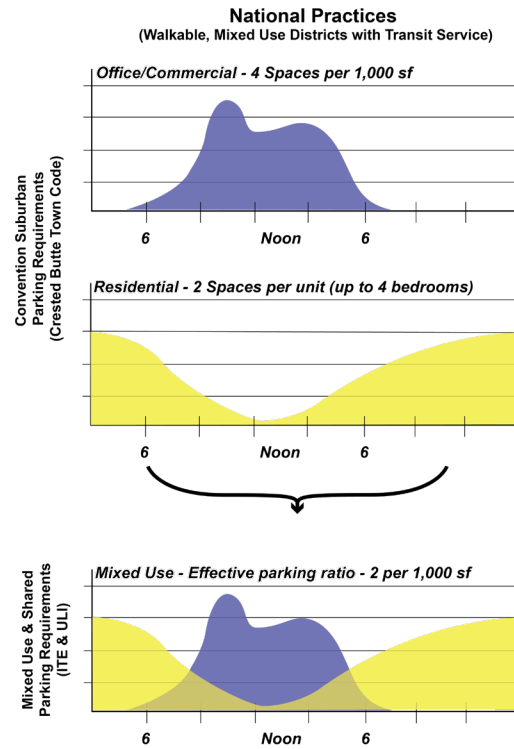 National Practices
(Walkable, Mixed Use Districts with Transit Service)
Office/Commercial - 4 Spaces per 1,000 sf
6
Noon
6
Convention Suburban
Parking Requirements
(Crested Butte Town Code)
Residential - 2 Spaces per unit (up to 4 bedrooms)
6
Noon
6
Mixed Use - Effective parking ratio - 2 per 1,000 sf
Mixed Use & Shared
Parking Requirements
(ITE & ULI)
6
Noon
6